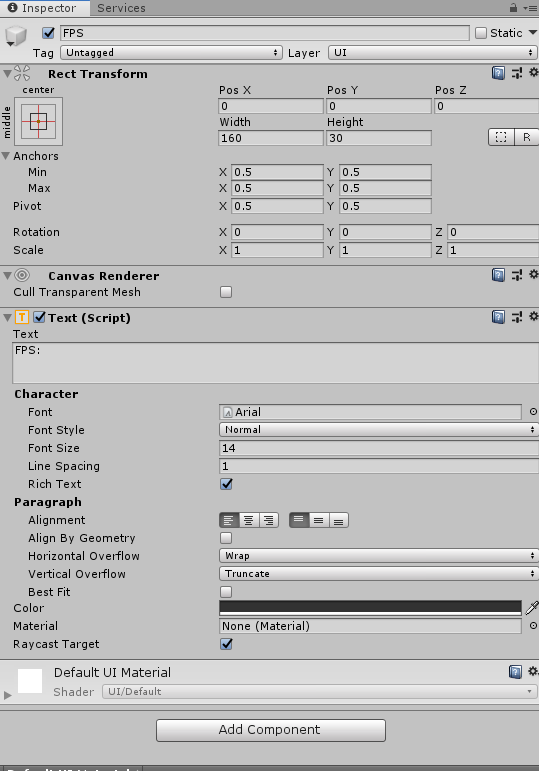 Inspector Services
FPS Static
Tag Untagged Layer UI
Rect Transform
center Pos X Pos Y Pos Z
middle 0 0 0
Width Height
160 30 R
Anchors
Min X 0.5 Y 0.5
Max X 0.5 Y 0.5
Pivot X 0.5 Y 0.5
Rotation X 0 Y 0 Z 0
Scale X 1 Y 1 Z 1
Canvas Renderer
Cull Transparent Mesh
T Text (Script)
Text
FPS:
Character
Font Arial
Font Style Normal
Font Size 14
Line Spacing 1
Rich Text
Paragraph
Alignment
Align By Geometry
Horizontal Overflow Wrap
Vertical Overflow Truncate
Best Fit
Color
Material None (Material)
Raycast Target
Default UI Material
Shader UI/Default
Add Component